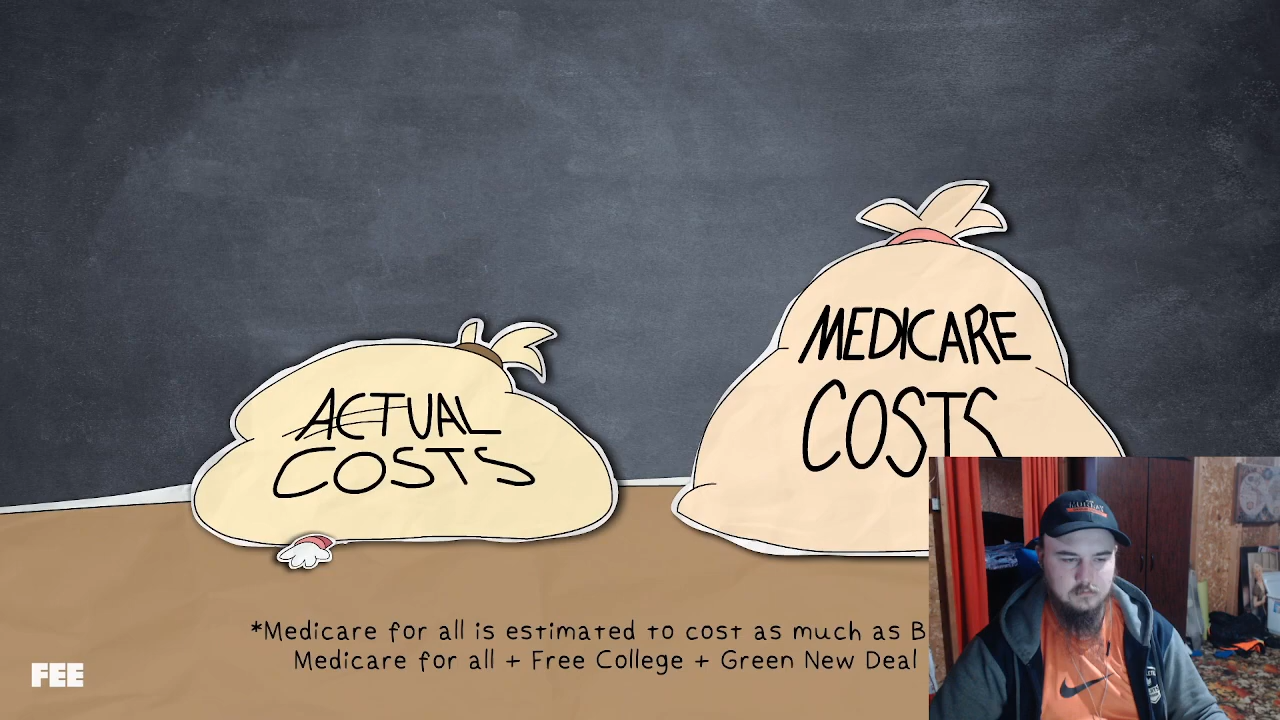 ACTUAL
COSTS
MEDICARE
COSTS
*Medicare for all is estimated to cost as much as B
Medicare for all + Free College + Green New Deal
FEE